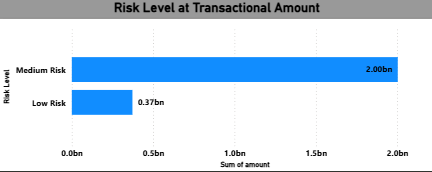 Risk Level at Transactional Amount
Risk Level
Medium Risk
2.00bn
Low Risk
0.37bn
0.0bn 0.5bn 1.0bn 1.5bn 2.0bn
Sum of amount